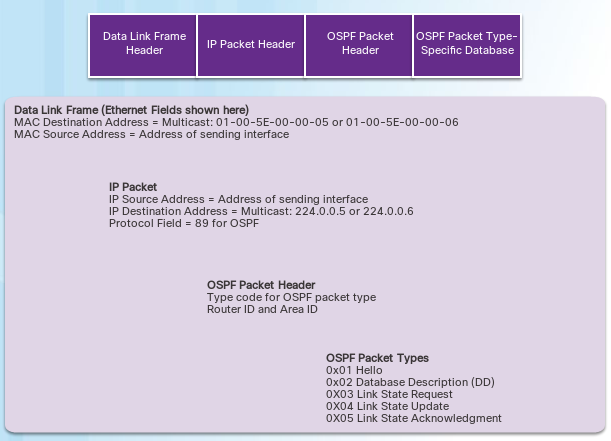 Data Link Frame
Header
IP Packet Header
OSPF Packet
Header
OSPF Packet Type-
Specific Database
Data Link Frame (Ethernet Fields shown here)
MAC Destination Address = Multicast: 01-00-5E-00-00-05 or 01-00-5E-00-00-06
MAC Source Address = Address of sending interface
IP Packet
IP Source Address = Address of sending interface
IP Destination Address = Multicast: 224.0.0.5 or 224.0.0.6
Protocol Field = 89 for OSPF
OSPF Packet Header
Type code for OSPF packet type
Router ID and Area ID
OSPF Packet Types
0x01 Hello
0x02 Database Description (DD)
0X03 Link State Request
0X04 Link State Update
0X05 Link State Acknowledgment